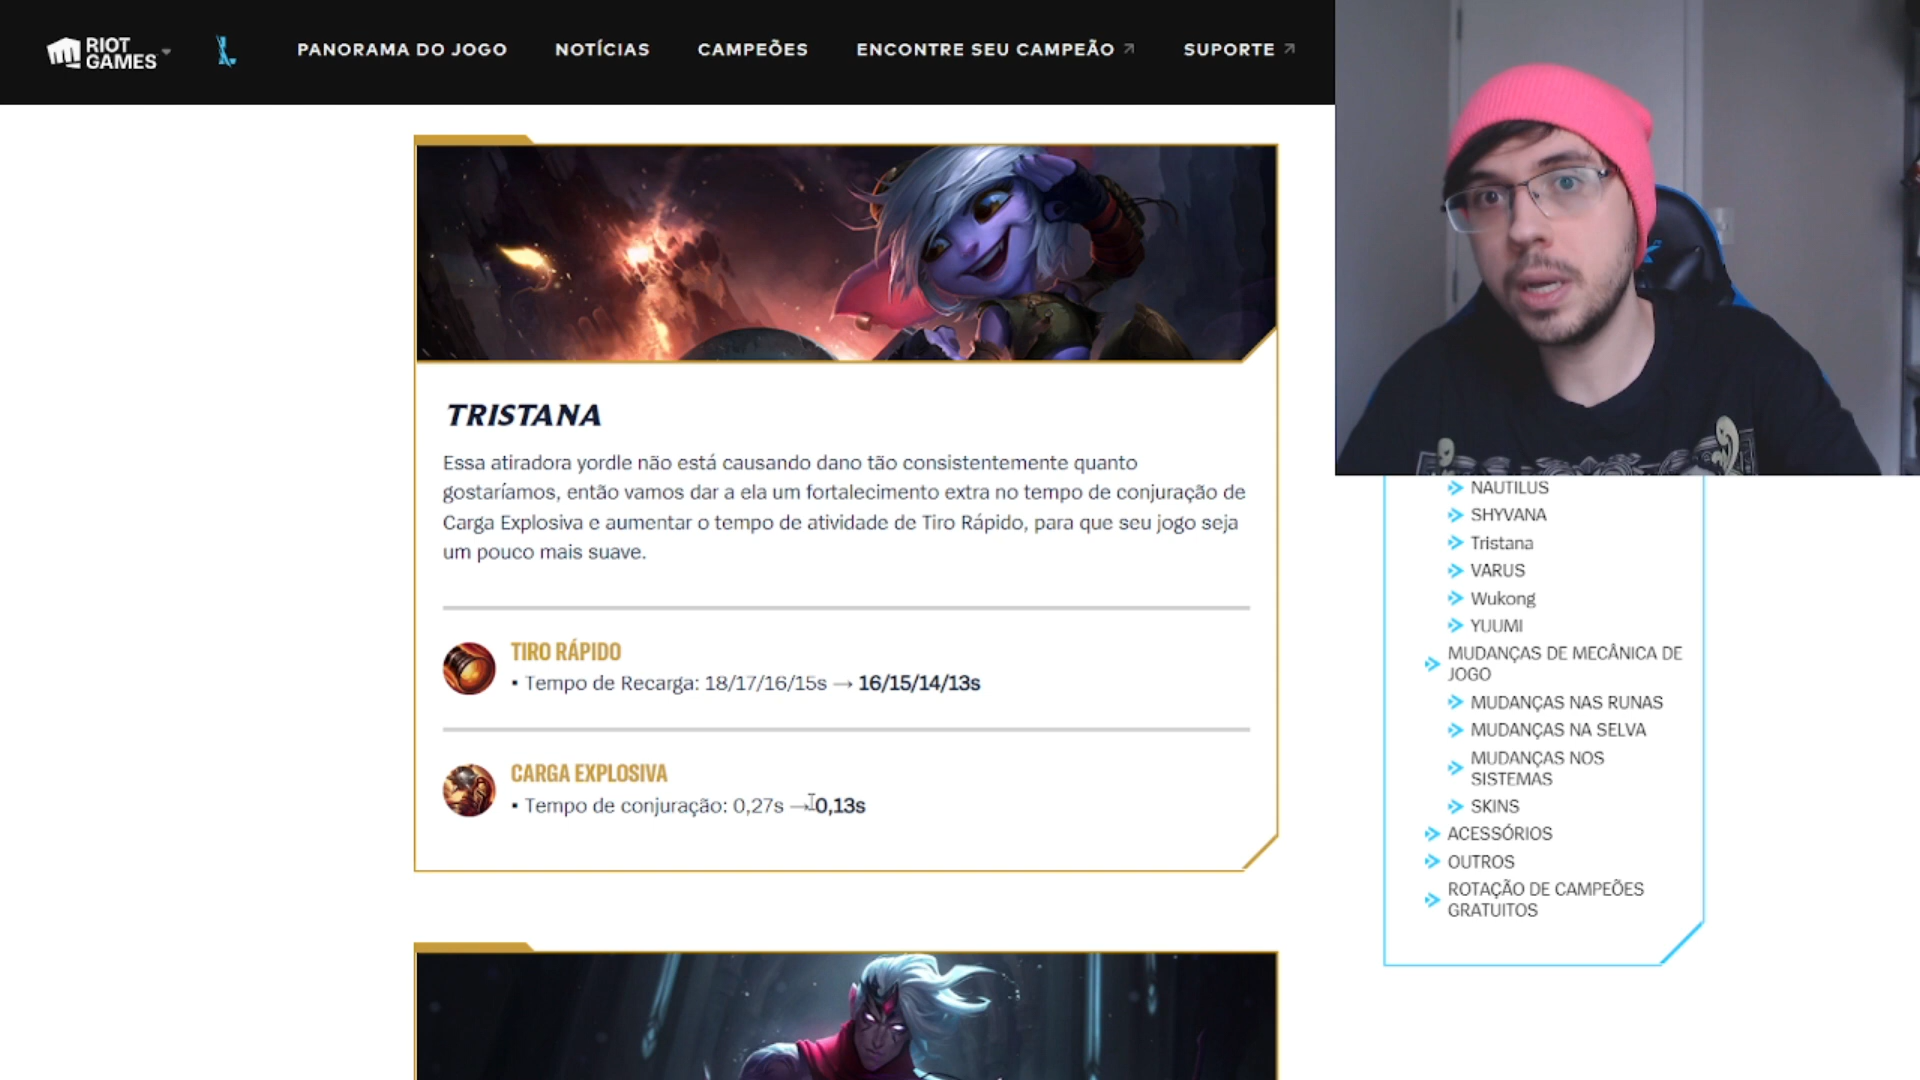 RIOT
GAMES
PANORAMA DO JOGO
NOTÍCIAS
CAMPEÕES
ENCONTRE SEU CAMPEÃO
SUPORTE
TRISTANA
Essa atiradora yordle não está causando dano tão consistentemente quanto
gostaríamos, então vamos dar a ela um fortalecimento extra no tempo de conjuração de
Carga Explosiva e aumentar o tempo de atividade de Tiro Rápido, para que seu jogo seja
um pouco mais suave.
TIRO RÁPIDO
• Tempo de Recarga: 18/17/16/15s → 16/15/14/13s
CARGA EXPLOSIVA
• Tempo de conjuração: 0,27s → 0,13s
NAUTILUS
SHYVANA
Tristana
VARUS
Wukong
YUUMI
MUDANÇAS DE MECÂNICA DE
JOGO
MUDANÇAS NAS RUNAS
MUDANÇAS NA SELVA
MUDANÇAS NOS
SISTEMAS
SKINS
ACESSÓRIOS
OUTROS
ROTAÇÃO DE CAMPEÕES
GRATUITOS